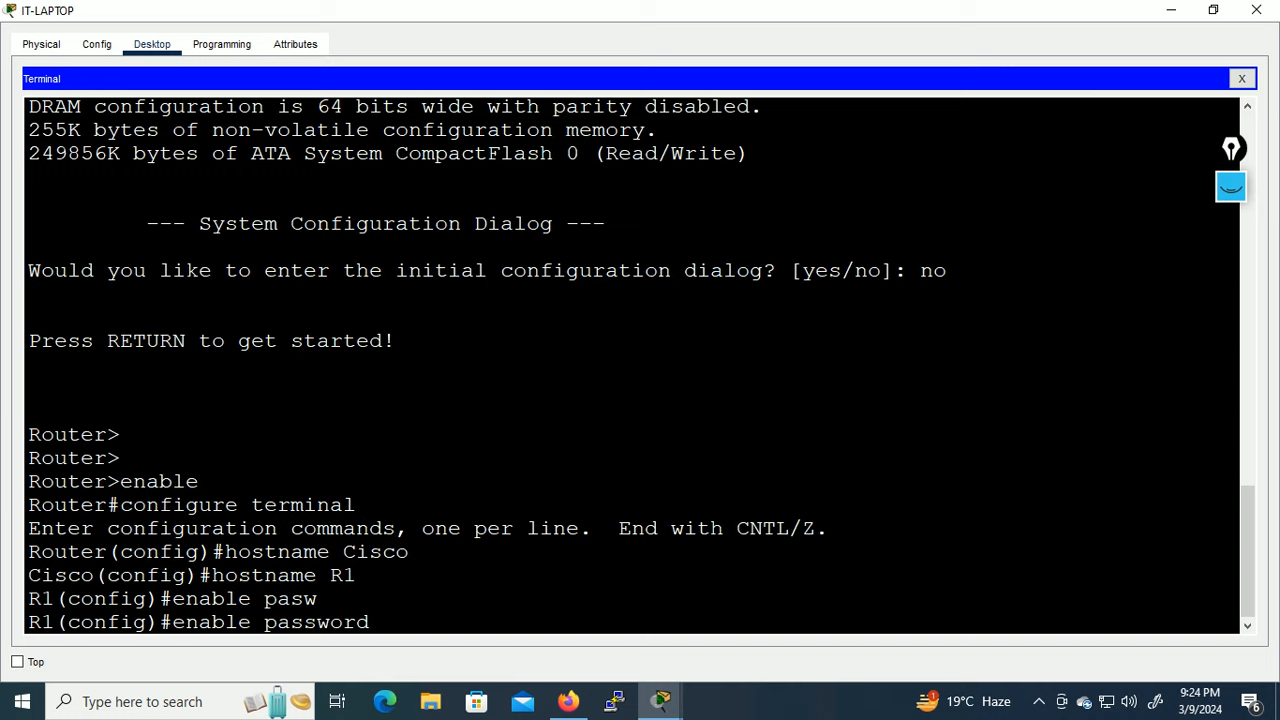 IT-LAPTOP
Physical Config Desktop Programming Attributes
Terminal X
DRAM configuration is 64 bits wide with parity disabled.
255K bytes of non-volatile configuration memory.
249856K bytes of ATA System CompactFlash 0 (Read/Write)
--- System Configuration Dialog ---
Would you like to enter the initial configuration dialog? [yes/no]: no
Press RETURN to get started!
Router>
Router>
Router>enable
Router#configure terminal
Enter configuration commands, one per line.  End with CNTL/Z.
Router(config)#hostname Cisco
Cisco(config)#hostname R1
R1(config)#enable pasw
R1(config)#enable password
Top
Type here to search
1
19°C Haze
9:24 PM
3/9/2024
6